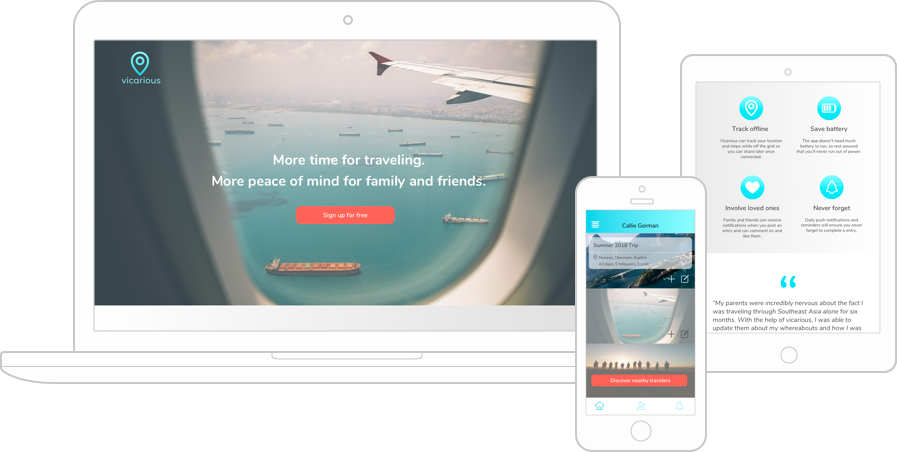 vicarious
More time for traveling.
More peace of mind for family and friends.
Sign up for free
Callie Gorman
Summer 2018 Trip
Norway, Denmark, Austria
42 days, 5 followers, 1 post
Discover nearby travelers
Track offline
Vicarious can track your location
and steps while off the grid so
you can share later once
connected.
Save battery
The app doesn't need much
battery to run, so rest assured
that you'll never run out of power.
Involve loved ones
Family and friends can receive
notifications when you post an
entry and can comment on and
like them.
Never forget
Daily push notifications and
reminders will ensure you never
forget to complete a entry.
“
"My parents were incredibly nervous about the fact I
was traveling through Southeast Asia alone for six
months. With the help of vicarious, I was able to
update them about my whereabouts and how I was